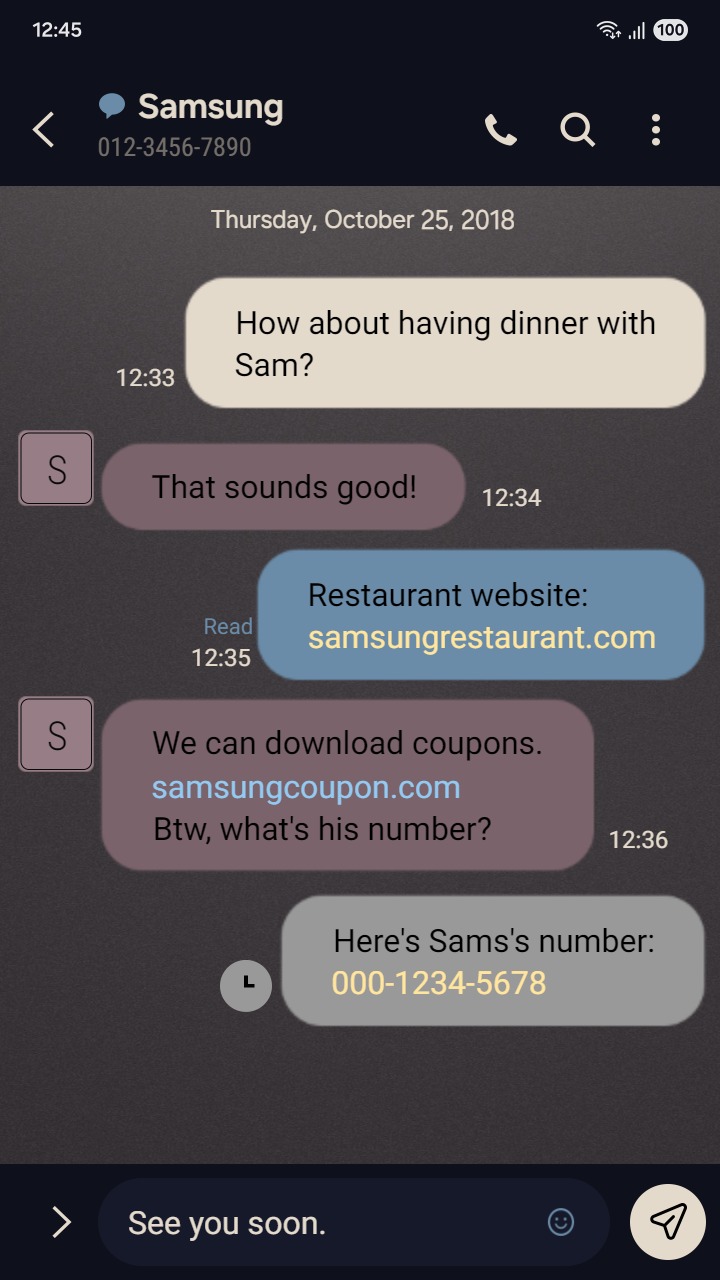 12:45
100
Samsung
012-3456-7890
Thursday, October 25, 2018
How about having dinner with
Sam?
12:33
S
That sounds good!
12:34
Restaurant website:
samsungrestaurant.com
Read
12:35
S
We can download coupons.
samsungcoupon.com
Btw, what's his number?
12:36
Here's Sams's number:
000-1234-5678
See you soon.